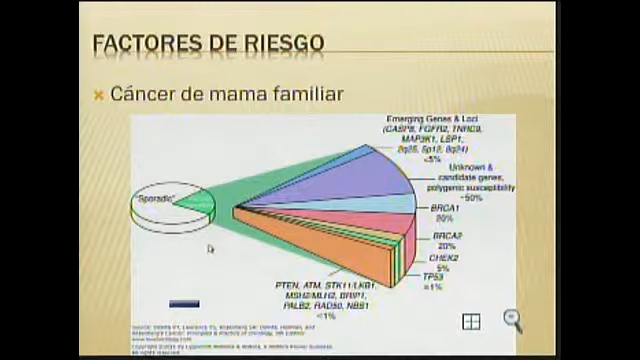 FACTORES DE RIESGO
Cáncer de mama familiar
Emerging Genes & Loci
(CASP8, FGFR2, TNRC9,
MAP3K1, LSP1,
2q25, 5p12, 8q24)
<5%
Unknown &
candidate genes,
polygenic susceptibility
~50%
"Sporadic"
BRCA1
20%
BRCA2
20%
CHEK2
5%
TP53
≈1%
PTEN, ATM, STK11/LKB1,
MSH2/MLH2, BRIP1,
PALB2, RAD50, NBS1
<1%